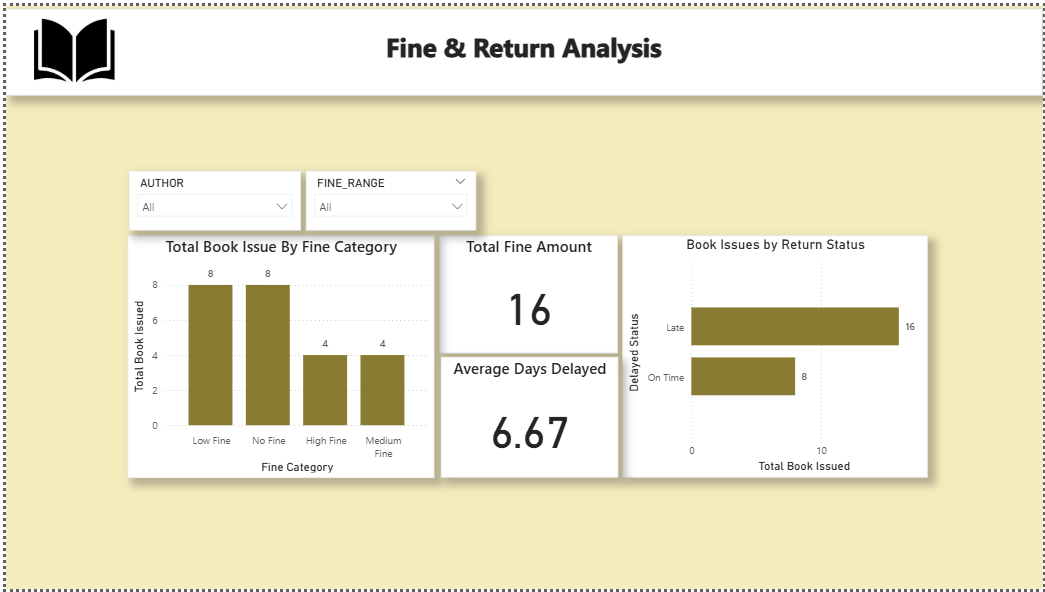 Fine & Return Analysis
AUTHOR
All
FINE_RANGE
All
Total Book Issue By Fine Category
Total Book Issued
8
6
4
2
0
8
8
4
4
Low Fine
No Fine
High Fine
Medium
Fine
Fine Category
Total Fine Amount
16
Average Days Delayed
6.67
Book Issues by Return Status
Delayed Status
Late
16
On Time
8
0
10
Total Book Issued